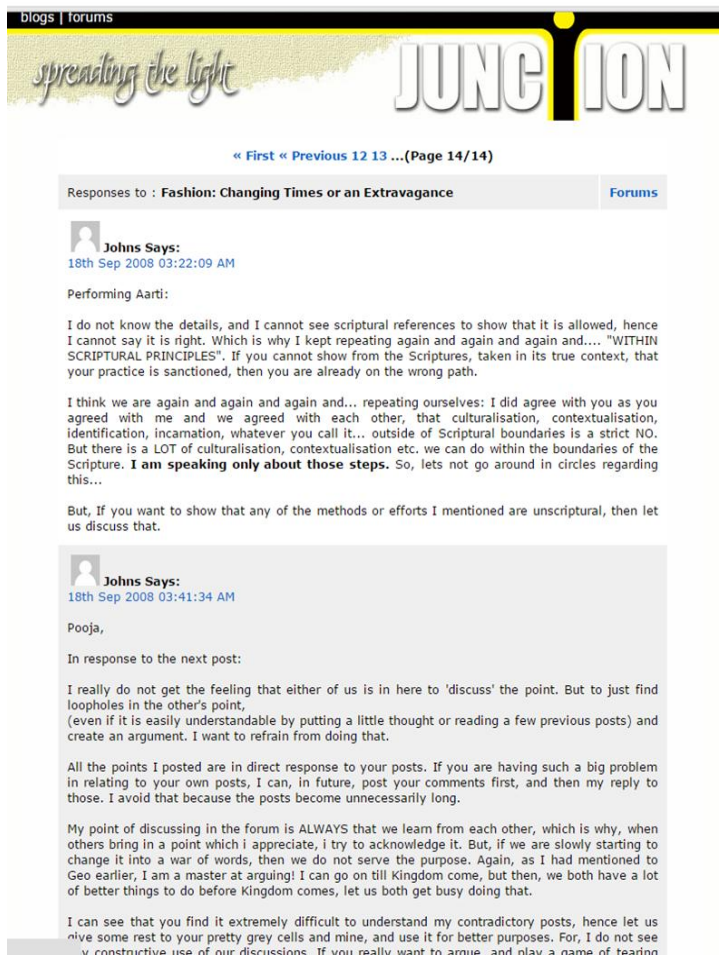 blogs | forums
spreading the light
JUNCTION
« First « Previous 12 13 ...(Page 14/14)
Responses to : Fashion: Changing Times or an Extravagance Forums
Johns Says:
18th Sep 2008 03:22:09 AM
Performing Aarti:
I do not know the details, and I cannot see scriptural references to show that it is allowed, hence
I cannot say it is right. Which is why I kept repeating again and again and again and.... "WITHIN
SCRIPTURAL PRINCIPLES". If you cannot show from the Scriptures, taken in its true context, that
your practice is sanctioned, then you are already on the wrong path.
I think we are again and again and again and... repeating ourselves: I did agree with you as you
agreed with me and we agreed with each other, that culturalisation, contextualisation,
identification, incarnation, whatever you call it... outside of Scriptural boundaries is a strict NO.
But there is a LOT of culturalisation, contextualisation etc. we can do within the boundaries of the
Scripture. I am speaking only about those steps. So, lets not go around in circles regarding
this...
But, If you want to show that any of the methods or efforts I mentioned are unscriptural, then let
us discuss that.
Johns Says:
18th Sep 2008 03:41:34 AM
Pooja,
In response to the next post:
I really do not get the feeling that either of us is in here to 'discuss' the point. But to just find
loopholes in the other's point,
(even if it is easily understandable by putting a little thought or reading a few previous posts) and
create an argument. I want to refrain from doing that.
All the points I posted are in direct response to your posts. If you are having such a big problem
in relating to your own posts, I can, in future, post your comments first, and then my reply to
those. I avoid that because the posts become unnecessarily long.
My point of discussing in the forum is ALWAYS that we learn from each other, which is why, when
others bring in a point which i appreciate, i try to acknowledge it. But, if we are slowly starting to
change it into a war of words, then we do not serve the purpose. Again, as I had mentioned to
Geo earlier, I am a master at arguing! I can go on till Kingdom come, but then, we both have a lot
of better things to do before Kingdom comes, let us both get busy doing that.
I can see that you find it extremely difficult to understand my contradictory posts, hence let us
give some rest to your pretty grey cells and mine, and use it for better purposes. For, I do not see
constructive use of our discussions. If you really want to argue, and play a game of tearing